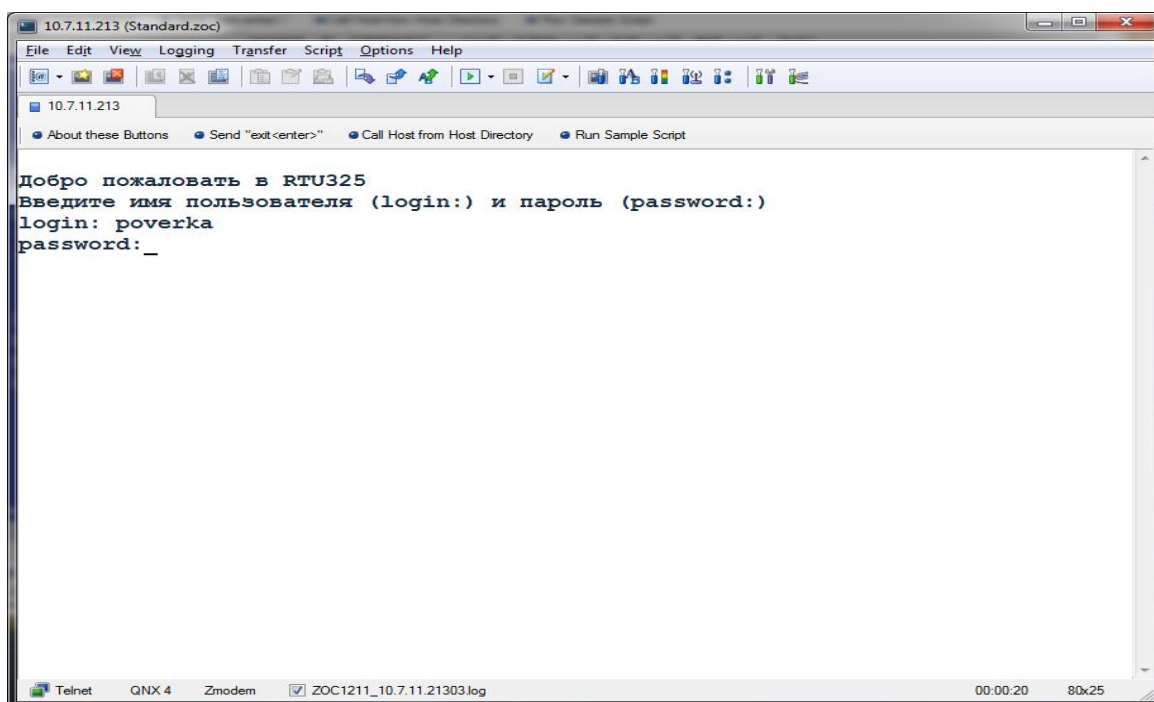 10.7.11.213 (Standard.zoc)
File Edit View Logging Transfer Script Options Help
10.7.11.213
About these Buttons Send "exit<enter>" Call Host from Host Directory Run Sample Script
Добро пожаловать в RTU325
Введите имя пользователя (login:) и пароль (password:)
login: poverka
password:_
Telnet QNX 4 Zmodem ZOC1211_10.7.11.21303.log 00:00:20 80x25